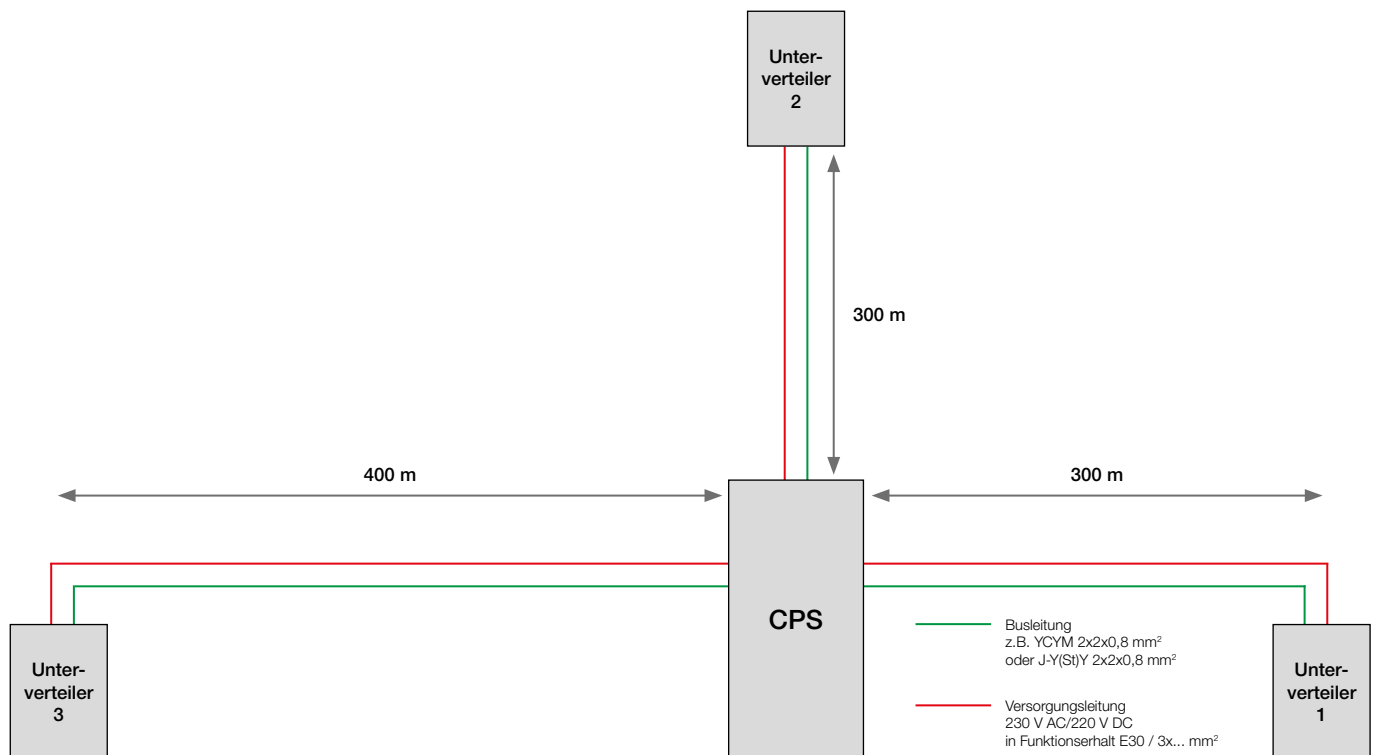 Unter-
verteiler
2
300 m
400 m
300 m
CPS
Unter-
verteiler
3
Busleitung
z.B. YCYM 2x2x0,8 mm²
oder J-Y(St)Y 2x2x0,8 mm²
Versorgungsleitung
230 V AC/220 V DC
in Funktionserhalt E30 / 3x... mm²
Unter-
verteiler
1